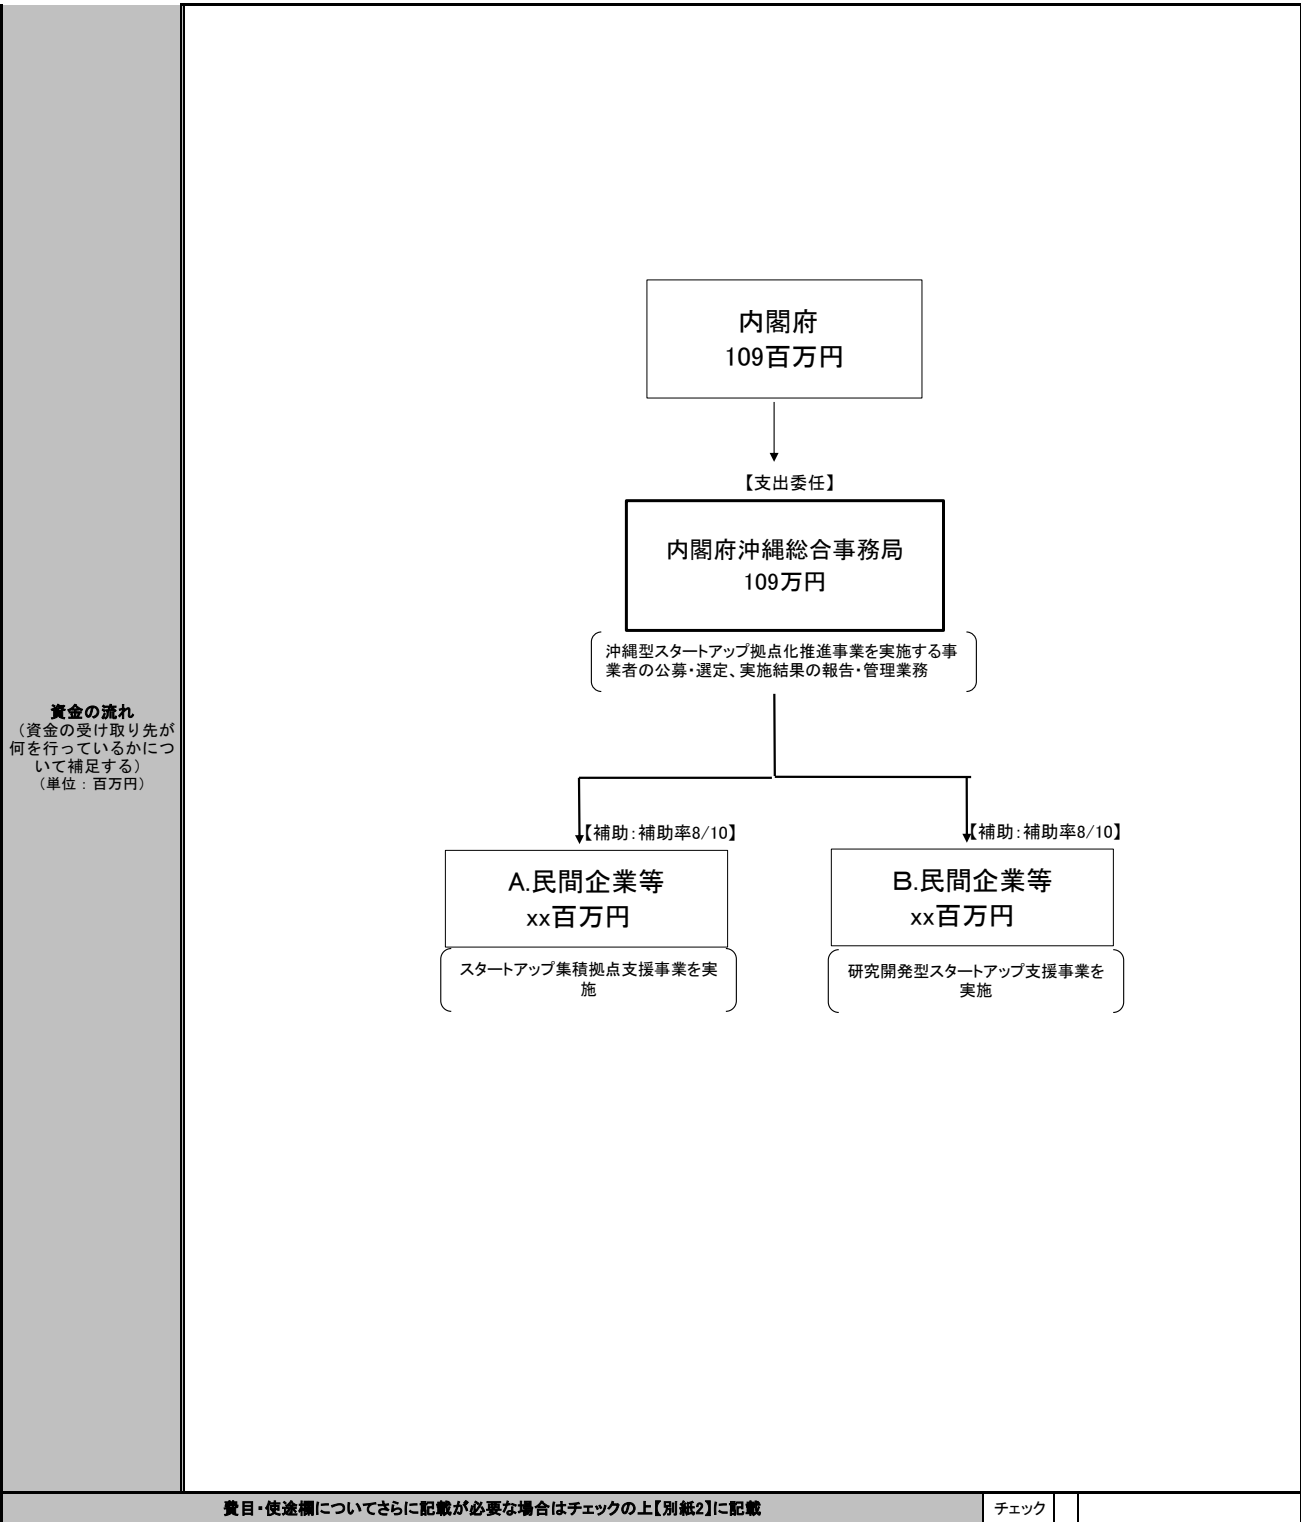 内閣府
109百万円
【支出委任】
内閣府沖縄総合事務局
109万円
沖縄型スタートアップ拠点化推進事業を実施する事
業者の公募・選定、実施結果の報告・管理業務
資金の流れ
（資金の受け取り先が
何を行っているかにつ
いて補足する）
（単位：百万円）
【補助：補助率8/10】
【補助：補助率8/10】
A.民間企業等
xx百万円
B.民間企業等
xx百万円
スタートアップ集積拠点支援事業を実
施
研究開発型スタートアップ支援事業を
実施
費目・使途欄についてさらに記載が必要な場合はチェックの上【別紙2】に記載
チェック